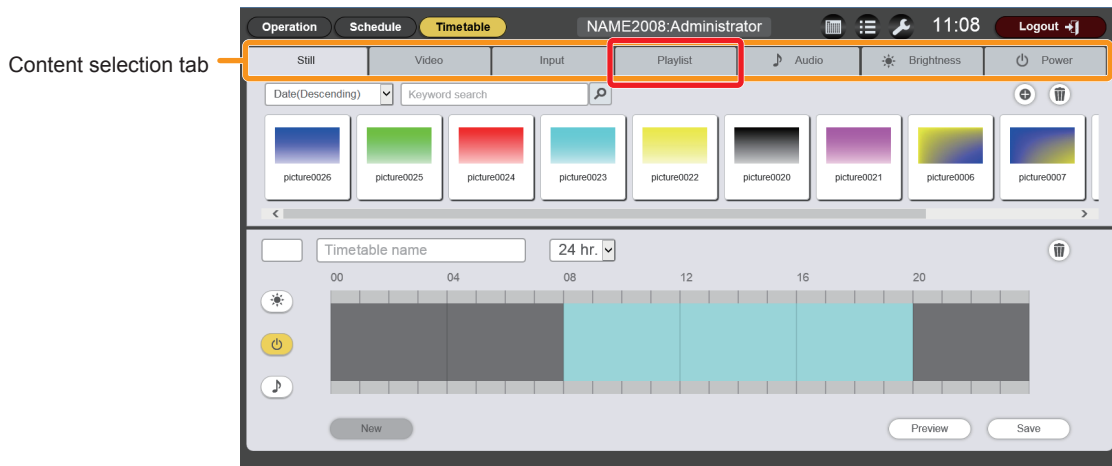 Operation Schedule Timetable NAME2008:Administrator 11:08 Logout
Content selection tab
Still Video Input Playlist Audio Brightness Power
Date(Descending) Keyword search
picture0026 picture0025 picture0024 picture0023 picture0022 picture0020 picture0021 picture0006 picture0007
Timetable name 24 hr.
00 04 08 12 16 20
New Preview Save